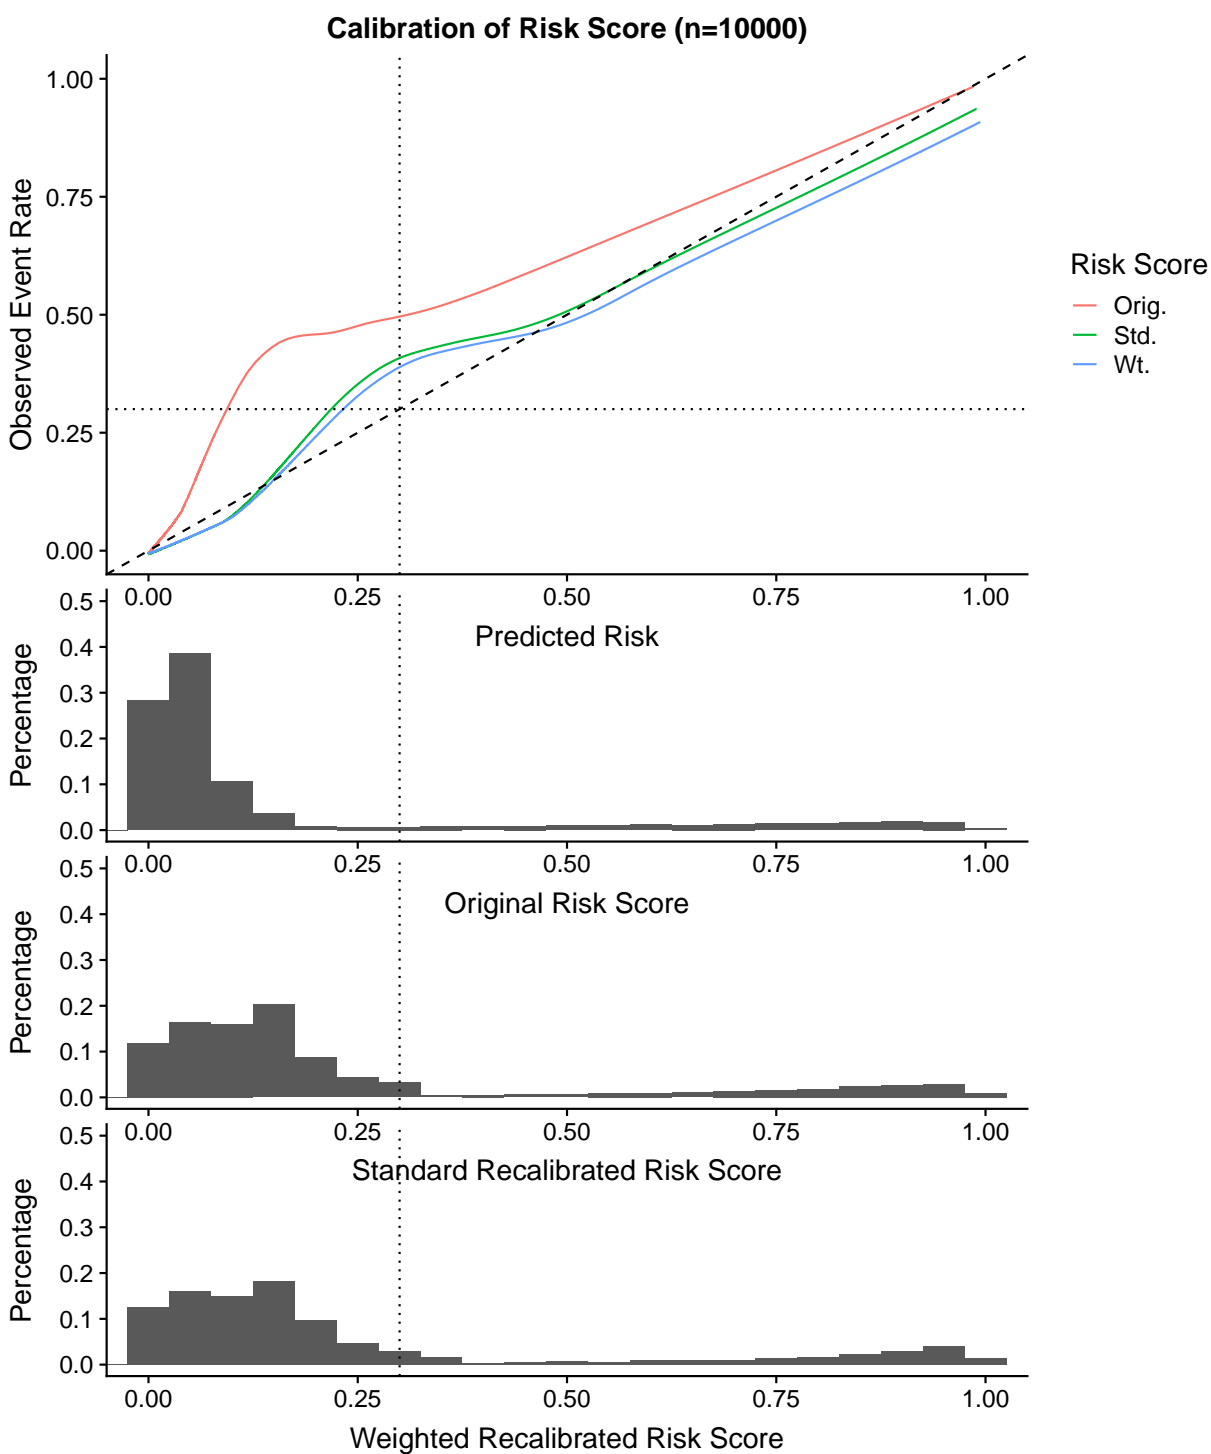 Calibration of Risk Score (n=10000)
1.00
0.75
0.50
0.25
0.00
Observed Event Rate
0.00 0.25 0.50 0.75 1.00
Predicted Risk
Risk Score
Orig.
Std.
Wt.
0.5
0.4
0.3
0.2
0.1
0.0
Percentage
0.00 0.25 0.50 0.75 1.00
Original Risk Score
0.5
0.4
0.3
0.2
0.1
0.0
Percentage
0.00 0.25 0.50 0.75 1.00
Standard Recalibrated Risk Score
0.5
0.4
0.3
0.2
0.1
0.0
Percentage
0.00 0.25 0.50 0.75 1.00
Weighted Recalibrated Risk Score